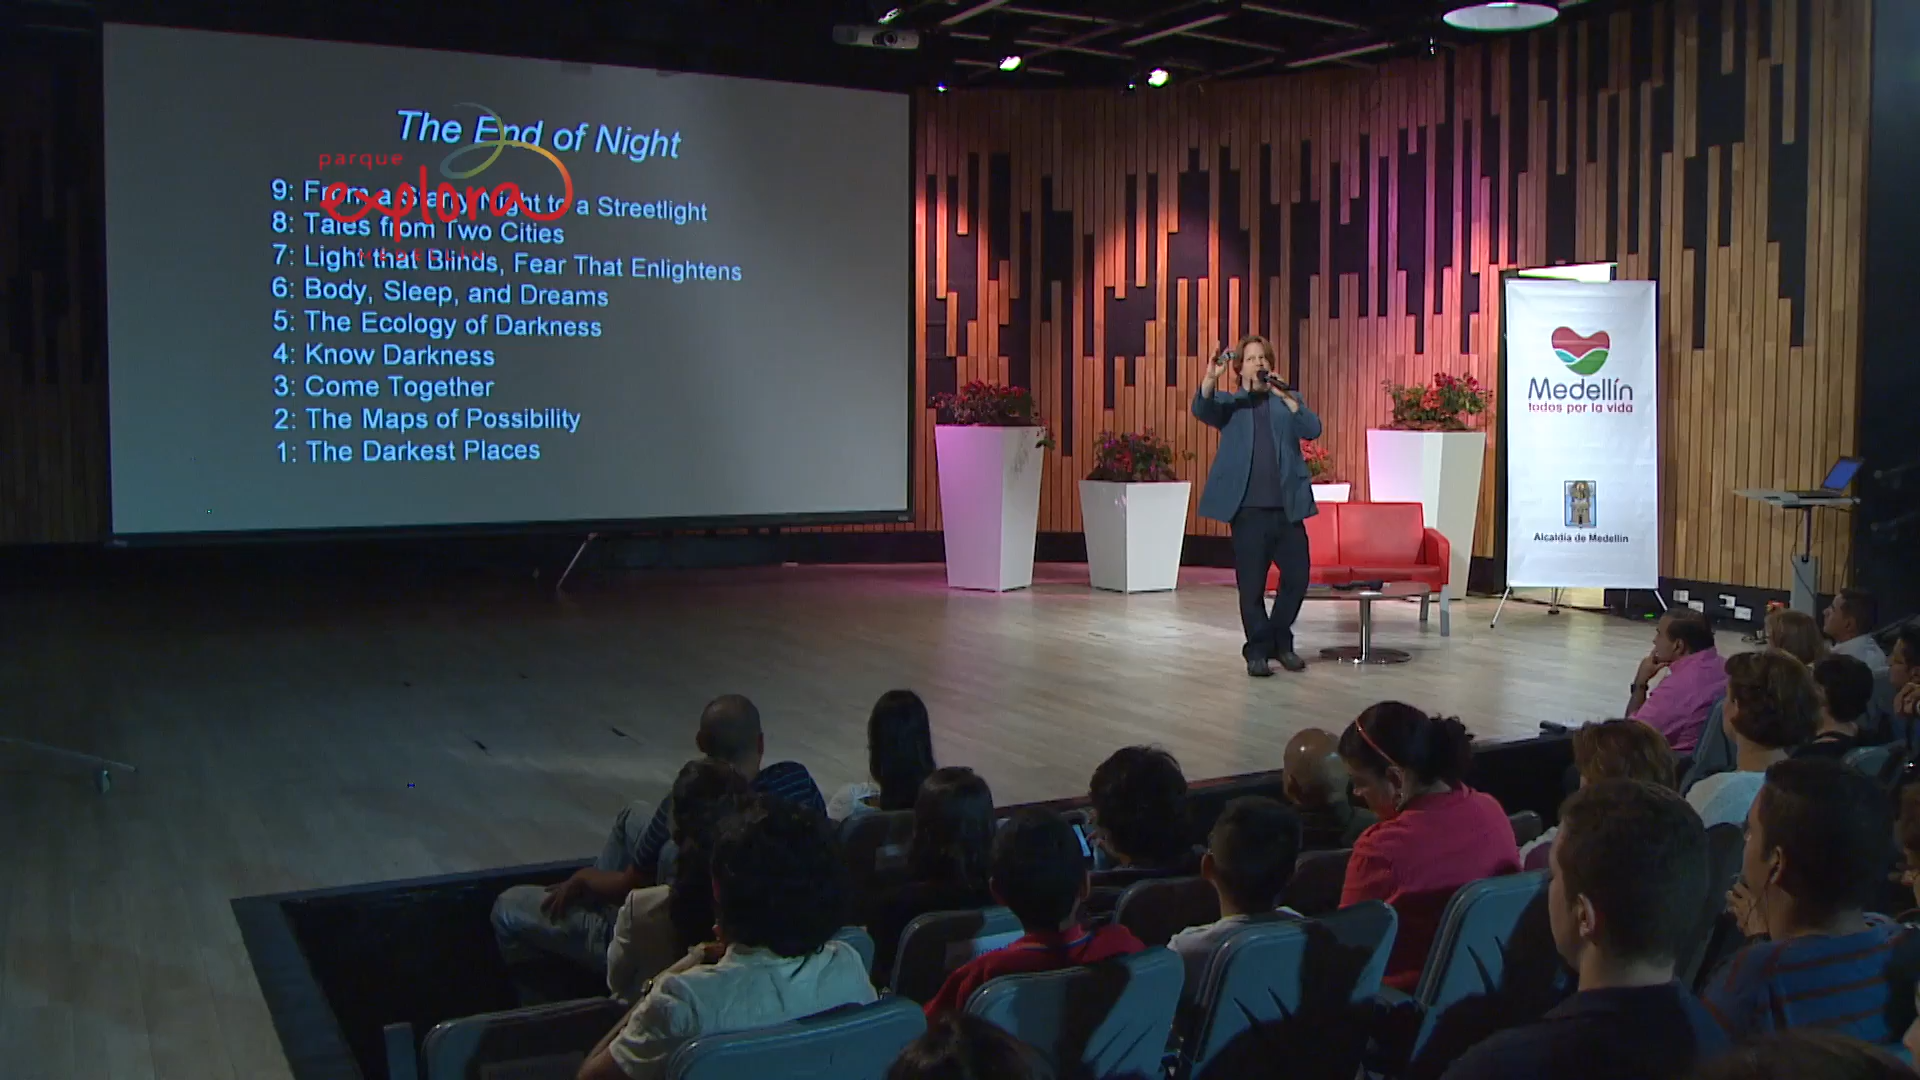 The End of Night
parque
explora
9: From a Starry Night to a Streetlight
8: Tales from Two Cities
7: Light that Blinds, Fear That Enlightens
6: Body, Sleep, and Dreams
5: The Ecology of Darkness
4: Know Darkness
3: Come Together
2: The Maps of Possibility
1: The Darkest Places
Medellín
todos por la vida
Alcaldía de Medellín